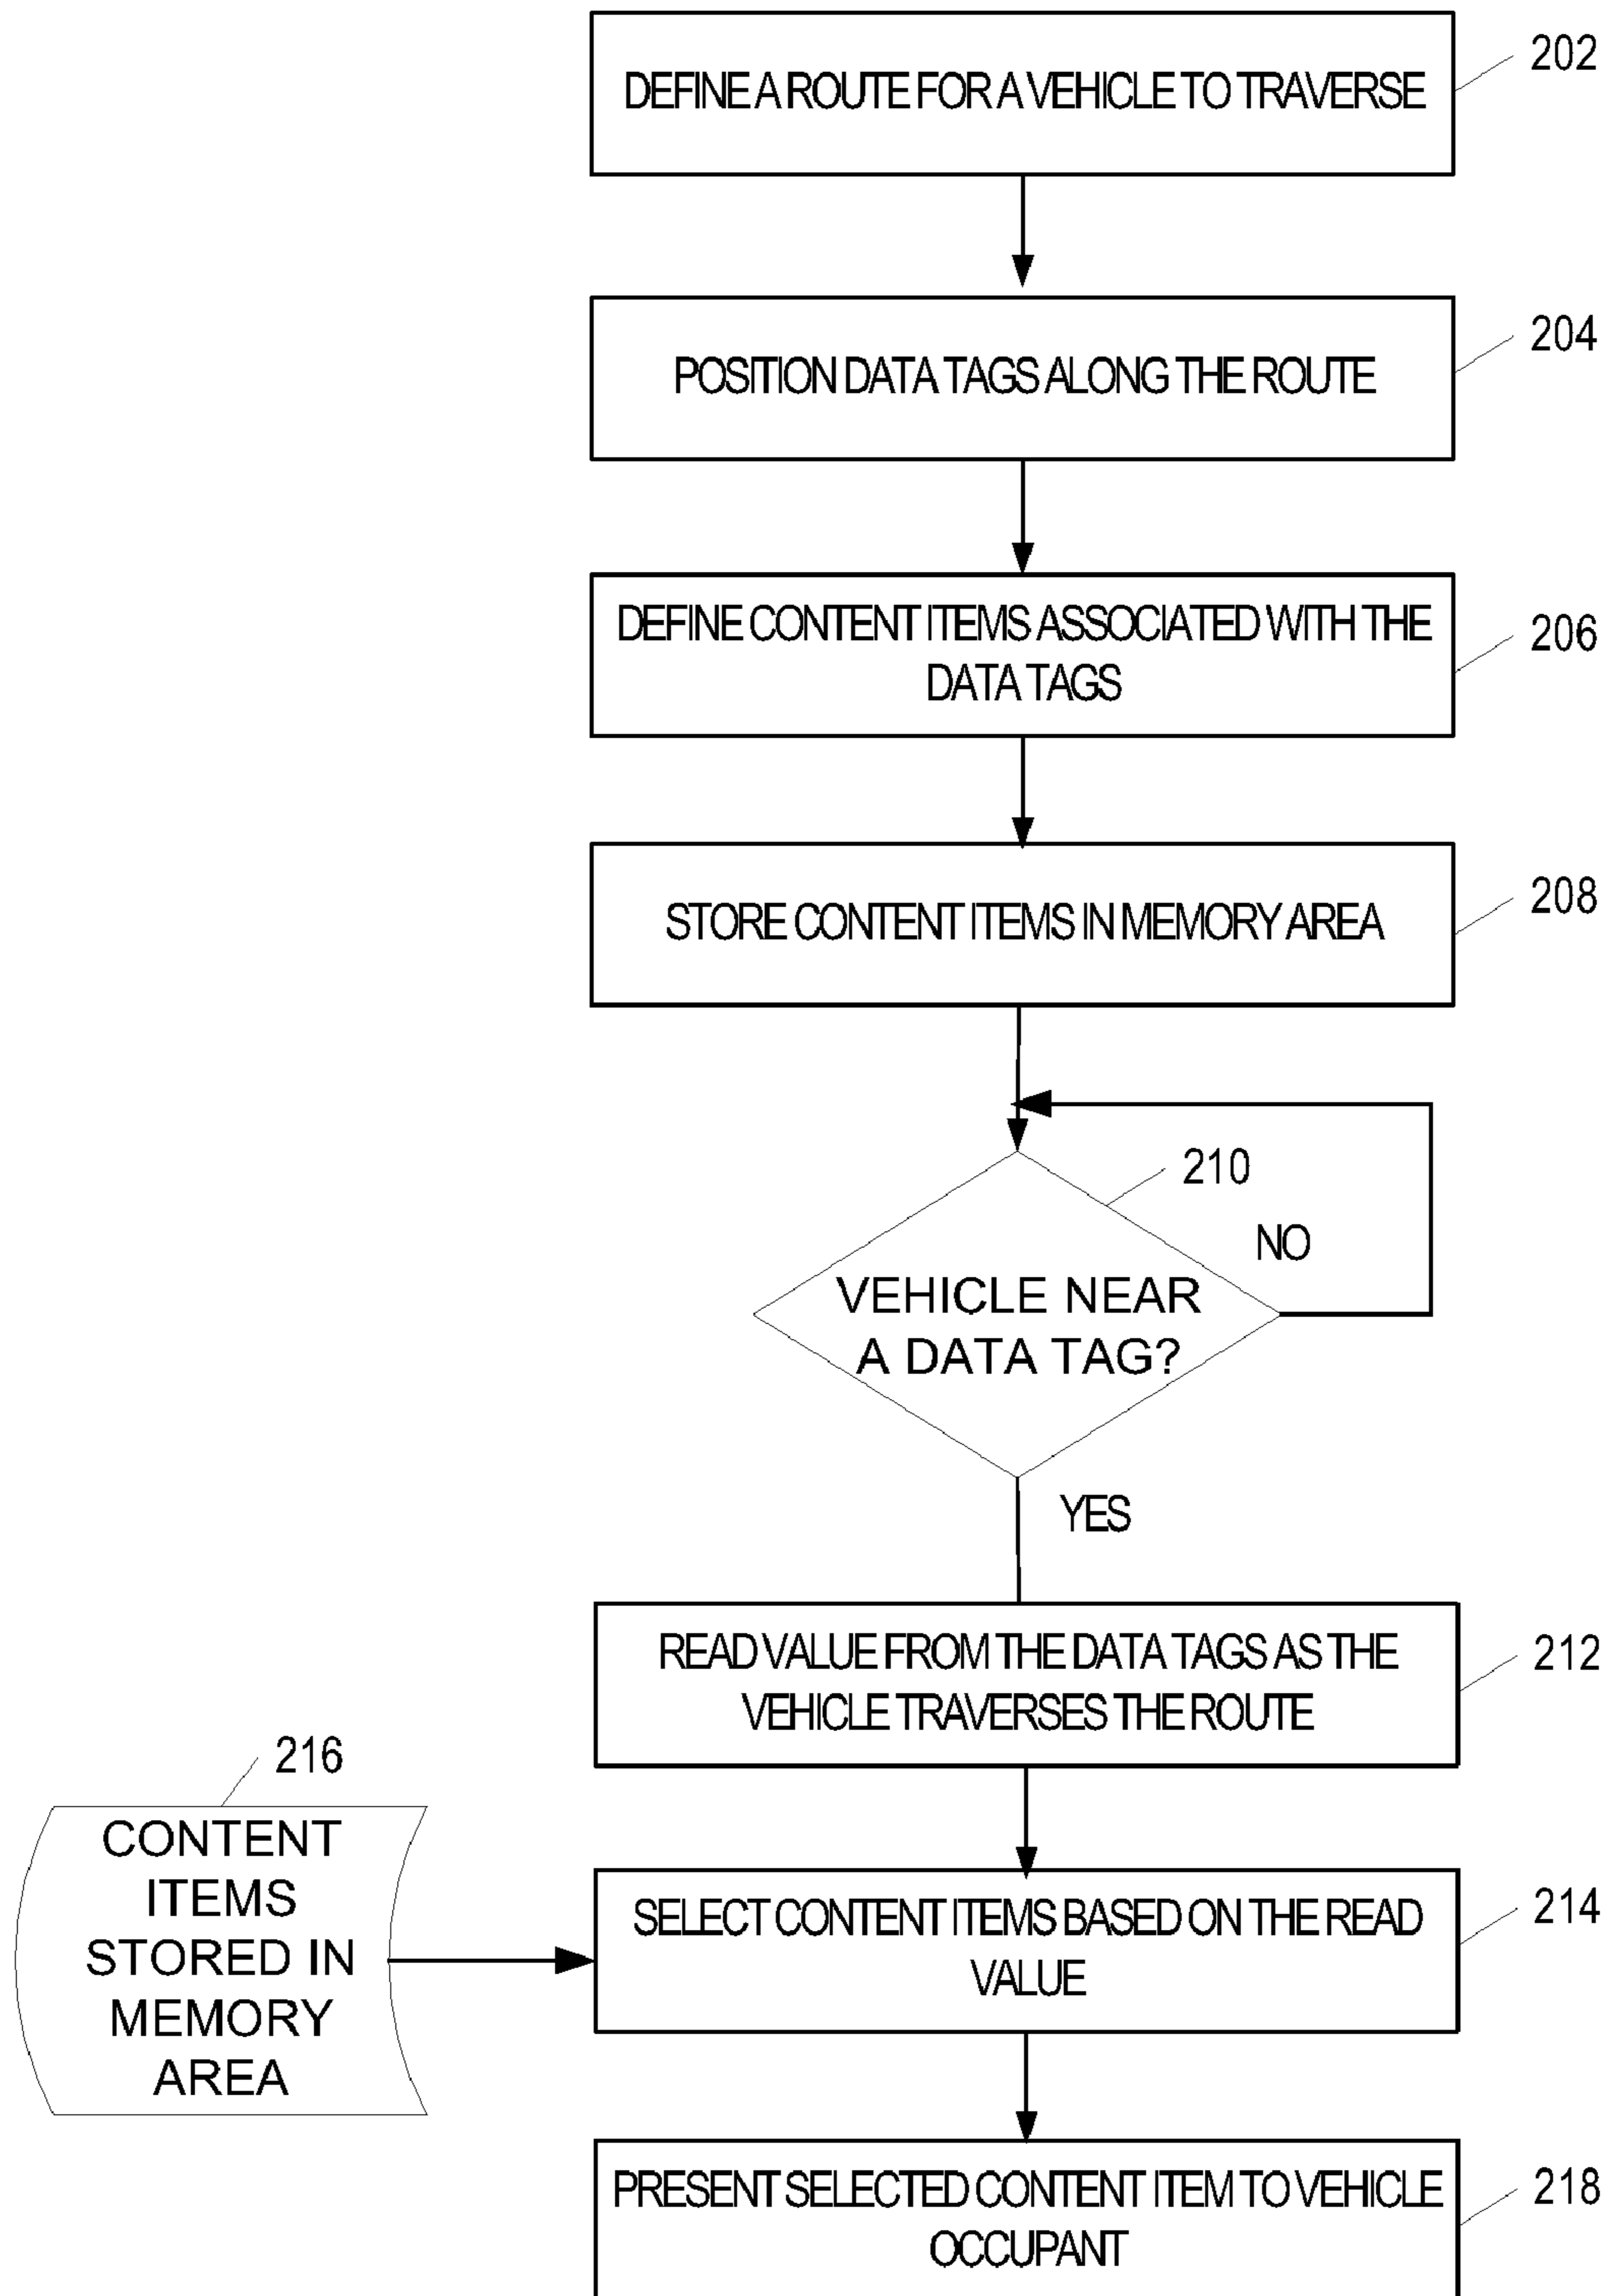 DEFINE A ROUTE FOR A VEHICLE TO TRAVERSE
202
POSITION DATA TAGS ALONG THE ROUTE
204
DEFINE CONTENT ITEMS ASSOCIATED WITH THE
DATA TAGS
206
STORE CONTENT ITEMS IN MEMORY AREA
208
210
NO
VEHICLE NEAR
A DATA TAG?
YES
READ VALUE FROM THE DATA TAGS AS THE
VEHICLE TRAVERSES THE ROUTE
212
216
CONTENT
ITEMS
STORED IN
MEMORY
AREA
SELECT CONTENT ITEMS BASED ON THE READ
VALUE
214
PRESENT SELECTED CONTENT ITEM TO VEHICLE
OCCUPANT
218